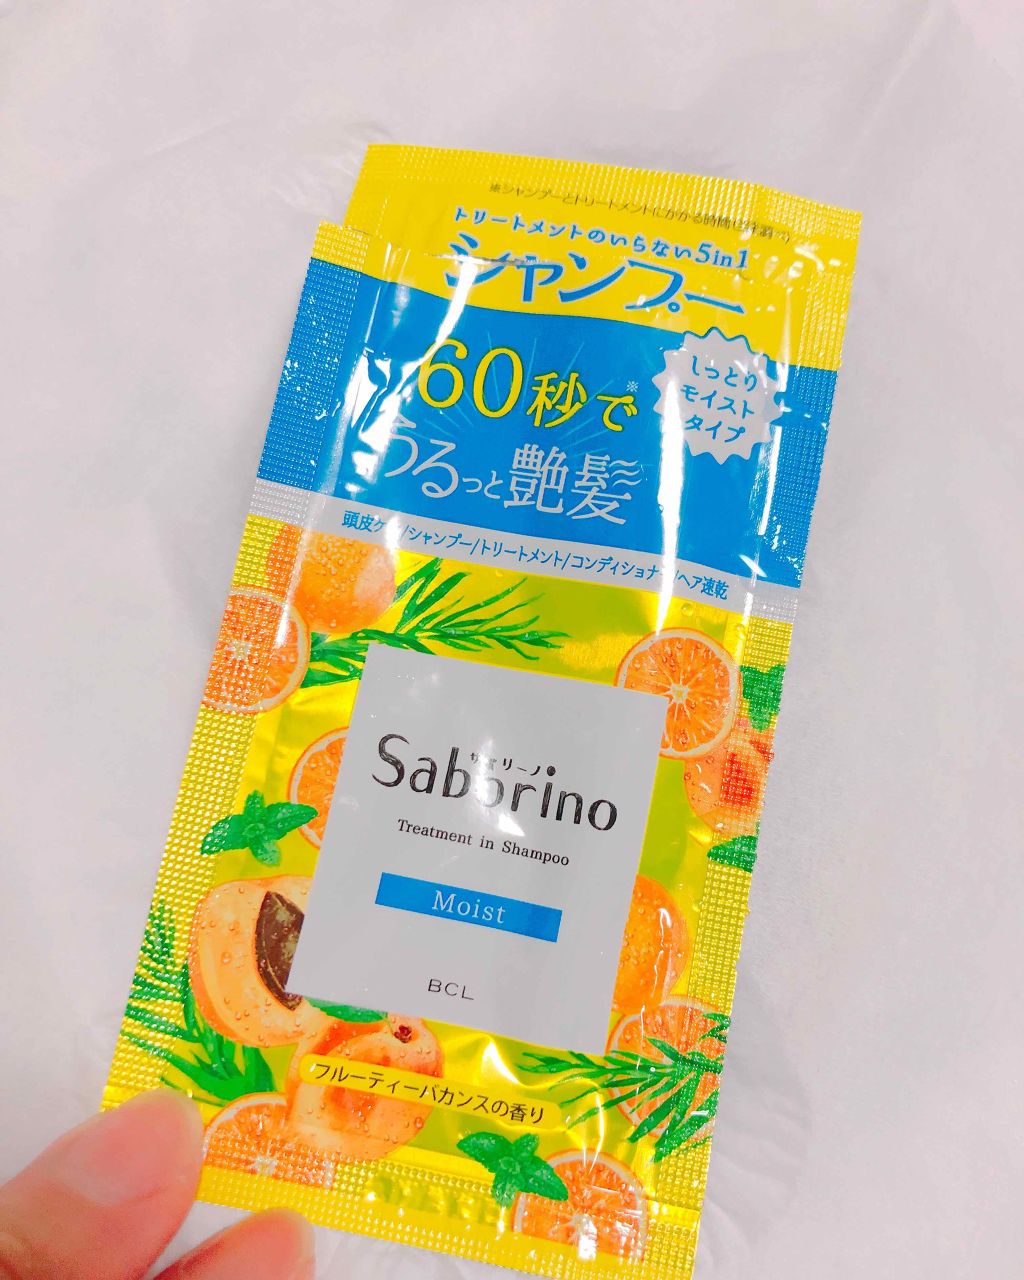 ※シャンプーとトリートメントにかかる時間
トリートメントのいらない5in1
シャンプー
60秒で※
うるっと艶髪
しっとり
モイスト
タイプ
頭皮ケア/シャンプー/トリートメント/コンディショナー/ヘア速乾
サボリーノ
Saborino
Treatment in Shampoo
Moist
BCL
フルーティーバカンスの香り